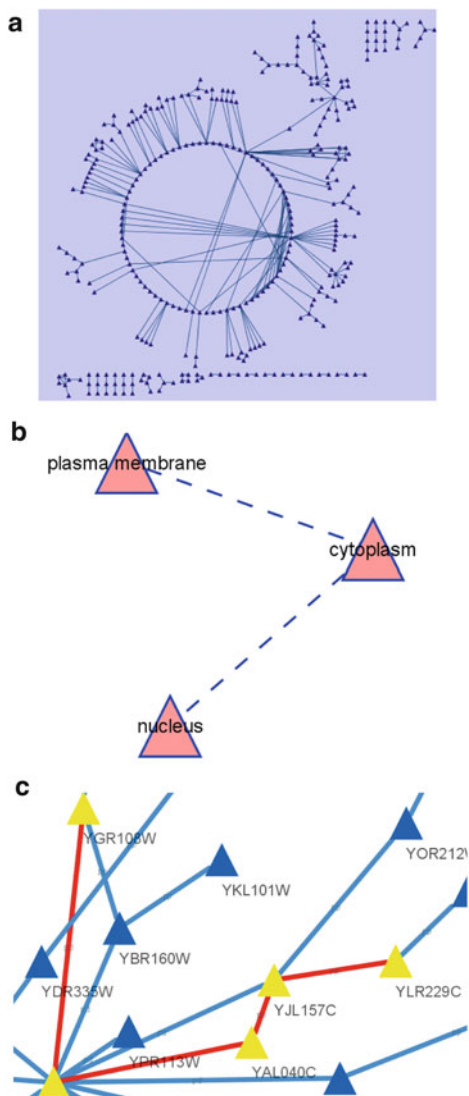 a
b
plasma membrane
cytoplasm
nucleus
c
YGR108W
YOR212W
YKL101W
YBR160W
YDR335W
YLR229C
YJL157C
YPR113W
YAL040C